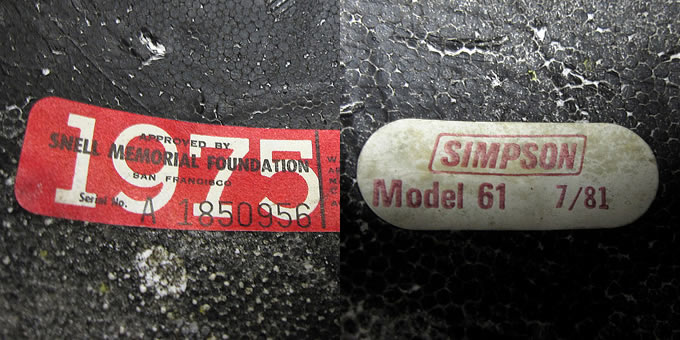 1975
APPROVED BY
SNELL MEMORIAL FOUNDATION
SAN FRANCISCO
Serial No. A 1850956
SIMPSON
Model 61 7/81